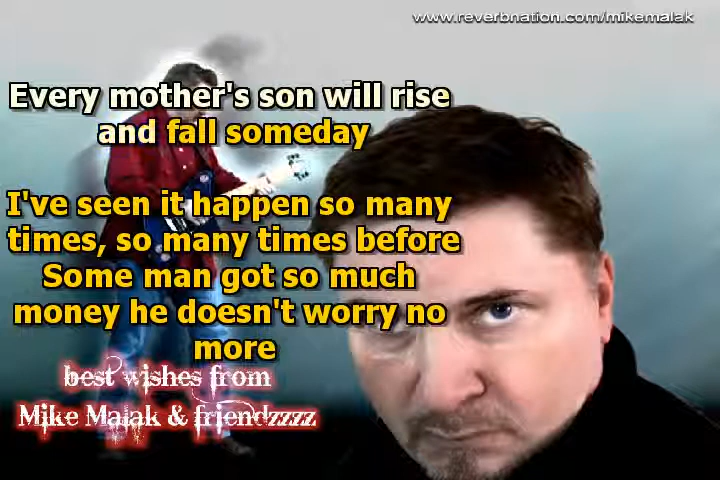 www.reverbnation.com/mikemalak
Every mother's son will rise
and fall someday
I've seen it happen so many
times, so many times before
Some man got so much
money he doesn't worry no
more
best wishes from
Mike Malak & friendzzzz